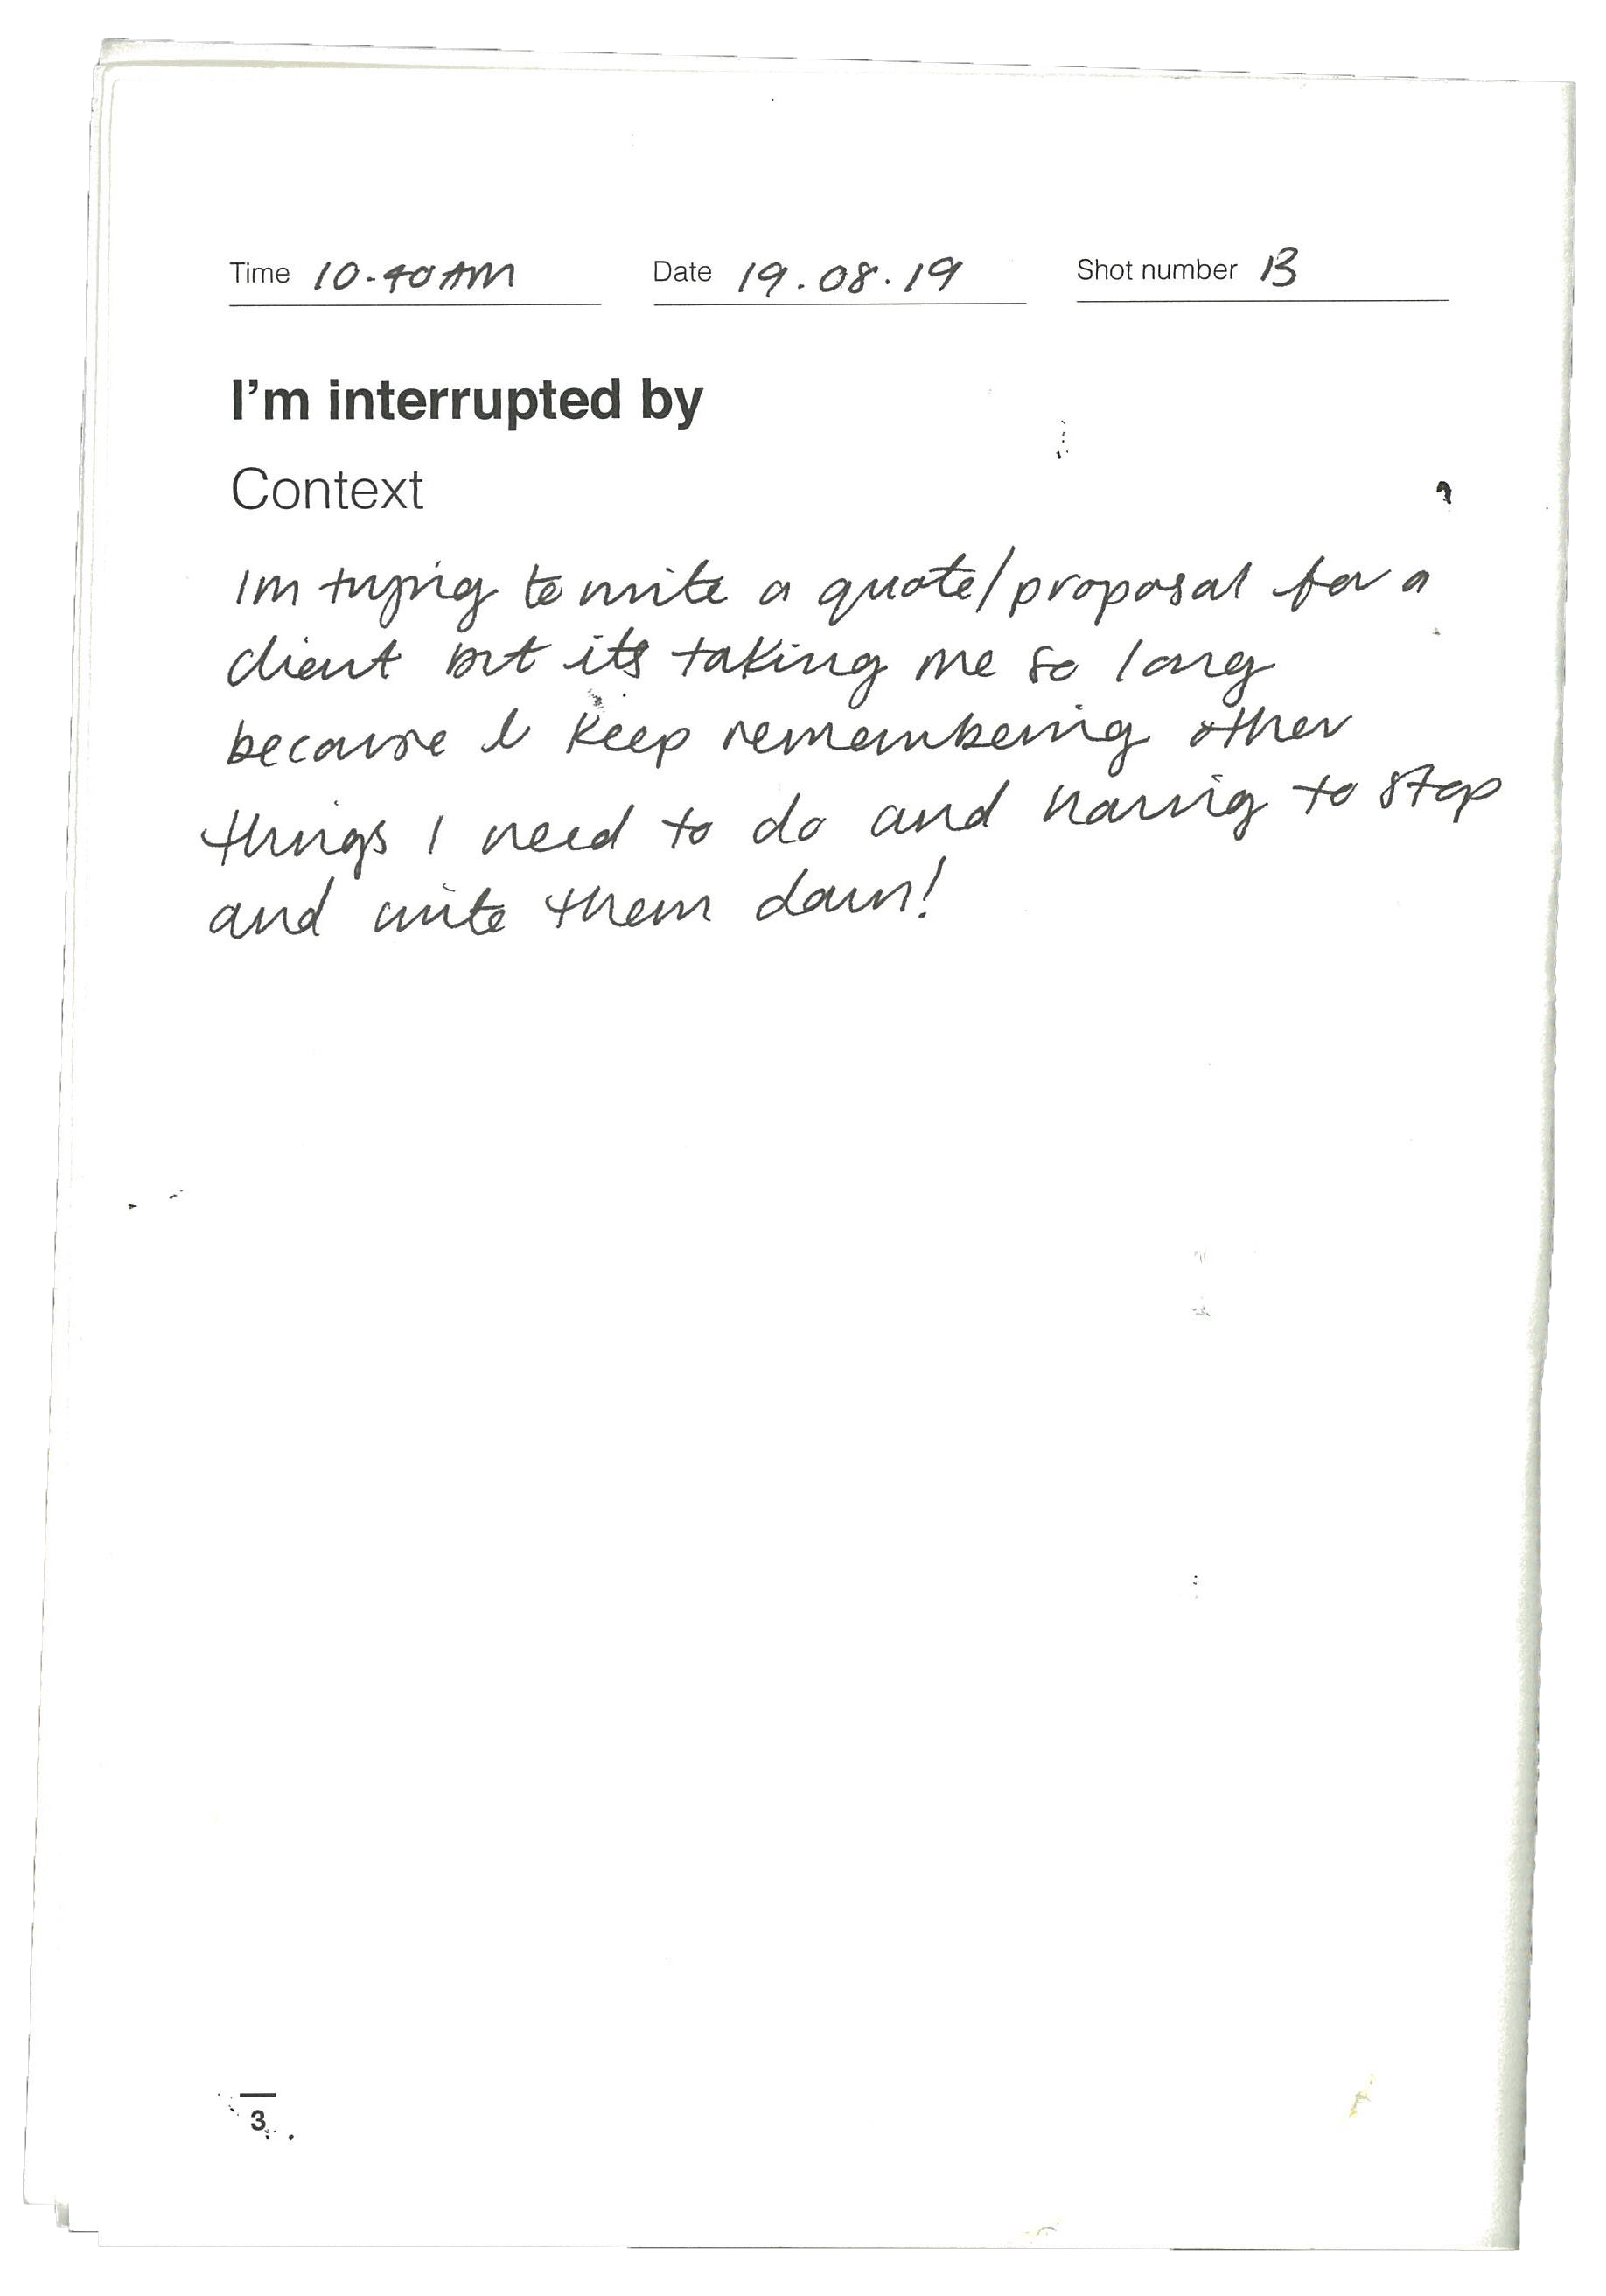 Time 10.40AM Date 19.08.19 Shot number B
I'm interrupted by
Context
Im trying to write a quote/proposal for a
client but its taking me so long
because I keep remembering other
things I need to do and having to stop
and write them down!
3